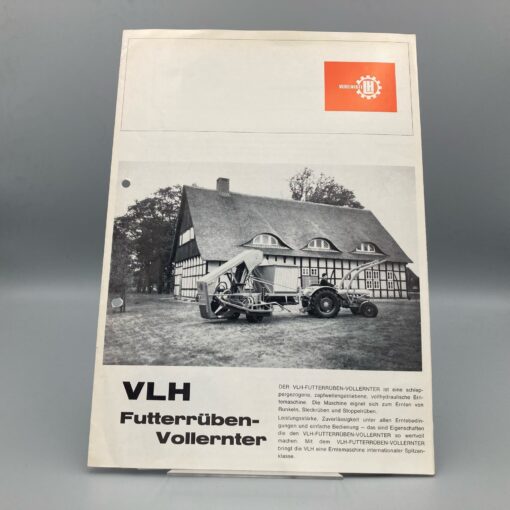 VEREINIGTE LH
VLH
Futterrüben-
Vollernter
DER VLH-FUTTERRÜBEN-VOLLERNTER ist eine schlep-
pergezogene, zapfwellengetriebene, vollhydraulische Ern-
temaschine. Die Maschine eignet sich zum Ernten von
Runkeln, Steckrüben und Stoppelrüben.
Leistungsstärke, Zuverlässigkeit unter allen Erntebedin-
gungen und einfache Bedienung — das sind Eigenschaften
die den VLH-FUTTERRÜBEN-VOLLERNTER so wertvoll
machen. Mit dem VLH-FUTTERRÜBEN-VOLLERNTER
bringt die VLH eine Erntemaschine internationaler Spitzen-
klasse.